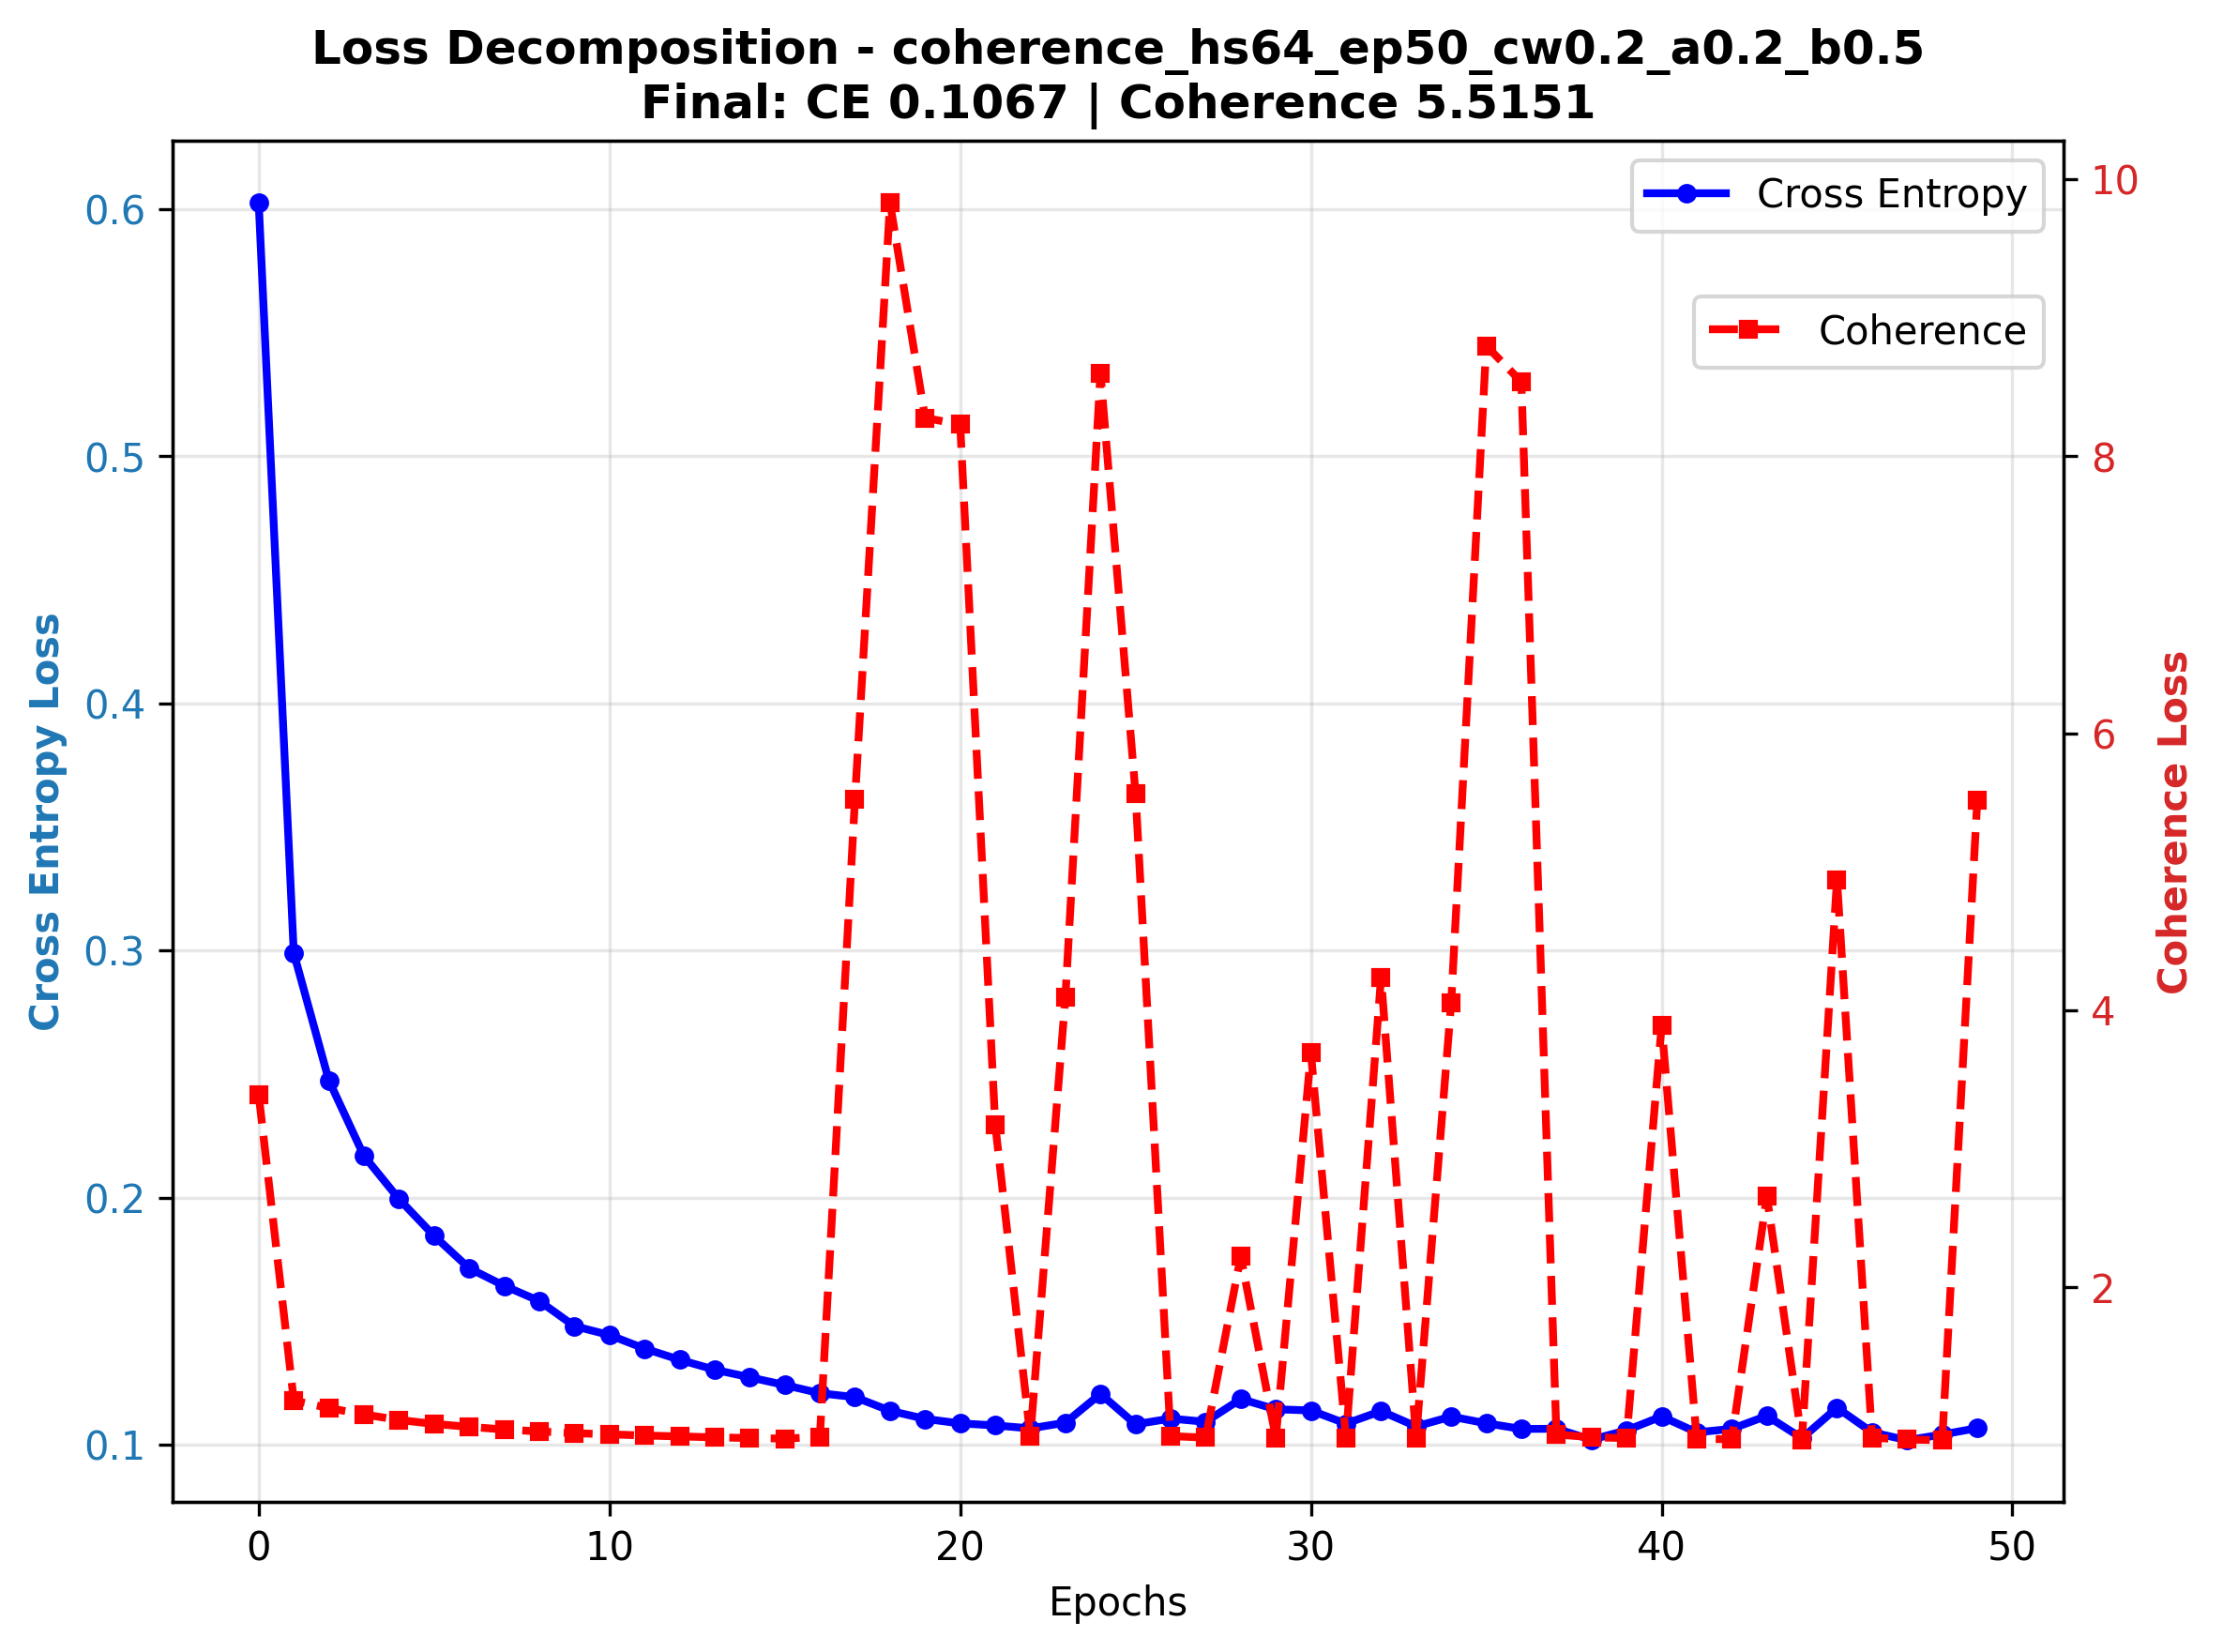 Loss Decomposition - coherence_hs64_ep50_cw0.2_a0.2_b0.5
Final: CE 0.1067 | Coherence 5.5151
Cross Entropy
Coherence
Cross Entropy Loss
0.6
0.5
0.4
0.3
0.2
0.1
10
8
6
4
2
Coherence Loss
0
10
20
30
40
50
Epochs